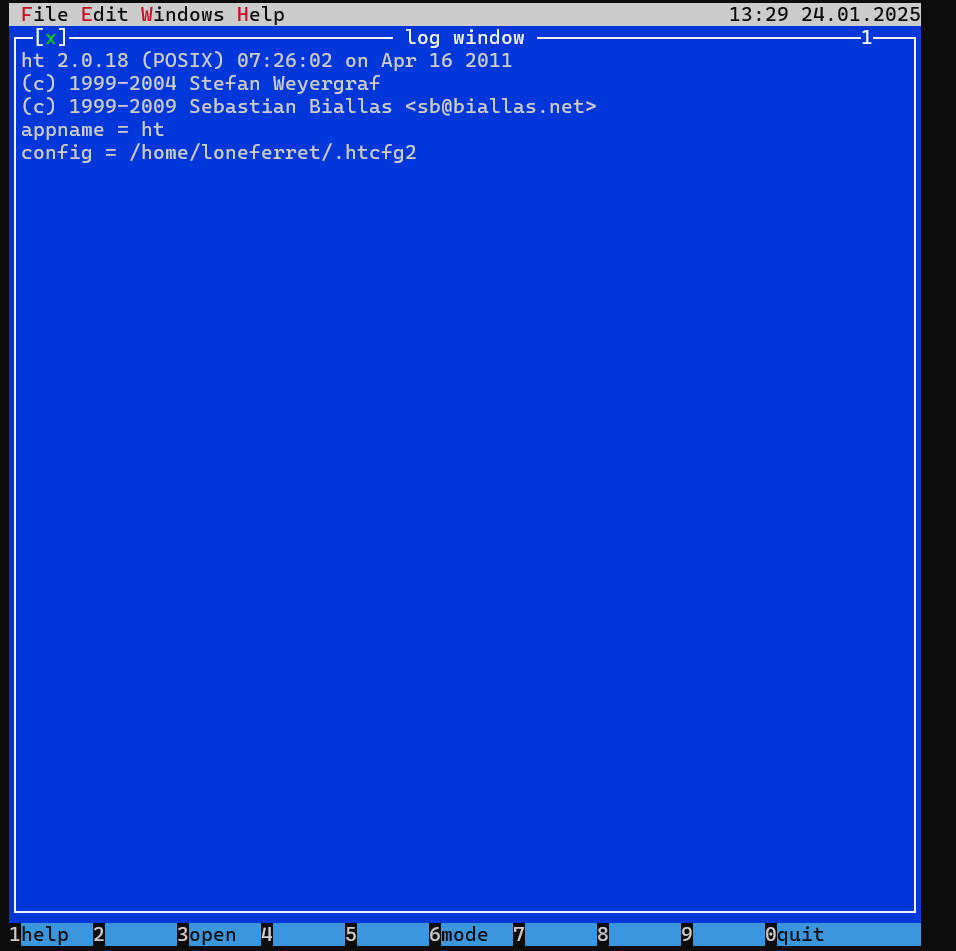 File Edit Windows Help 13:29 24.01.2025
[x] log window 1
ht 2.0.18 (POSIX) 07:26:02 on Apr 16 2011
(c) 1999-2004 Stefan Weyergraf
(c) 1999-2009 Sebastian Biallas <sb@biallas.net>
appname = ht
config = /home/loneferret/.htcfg2
1help 2 3open 4 5 6mode 7 8 9 0quit